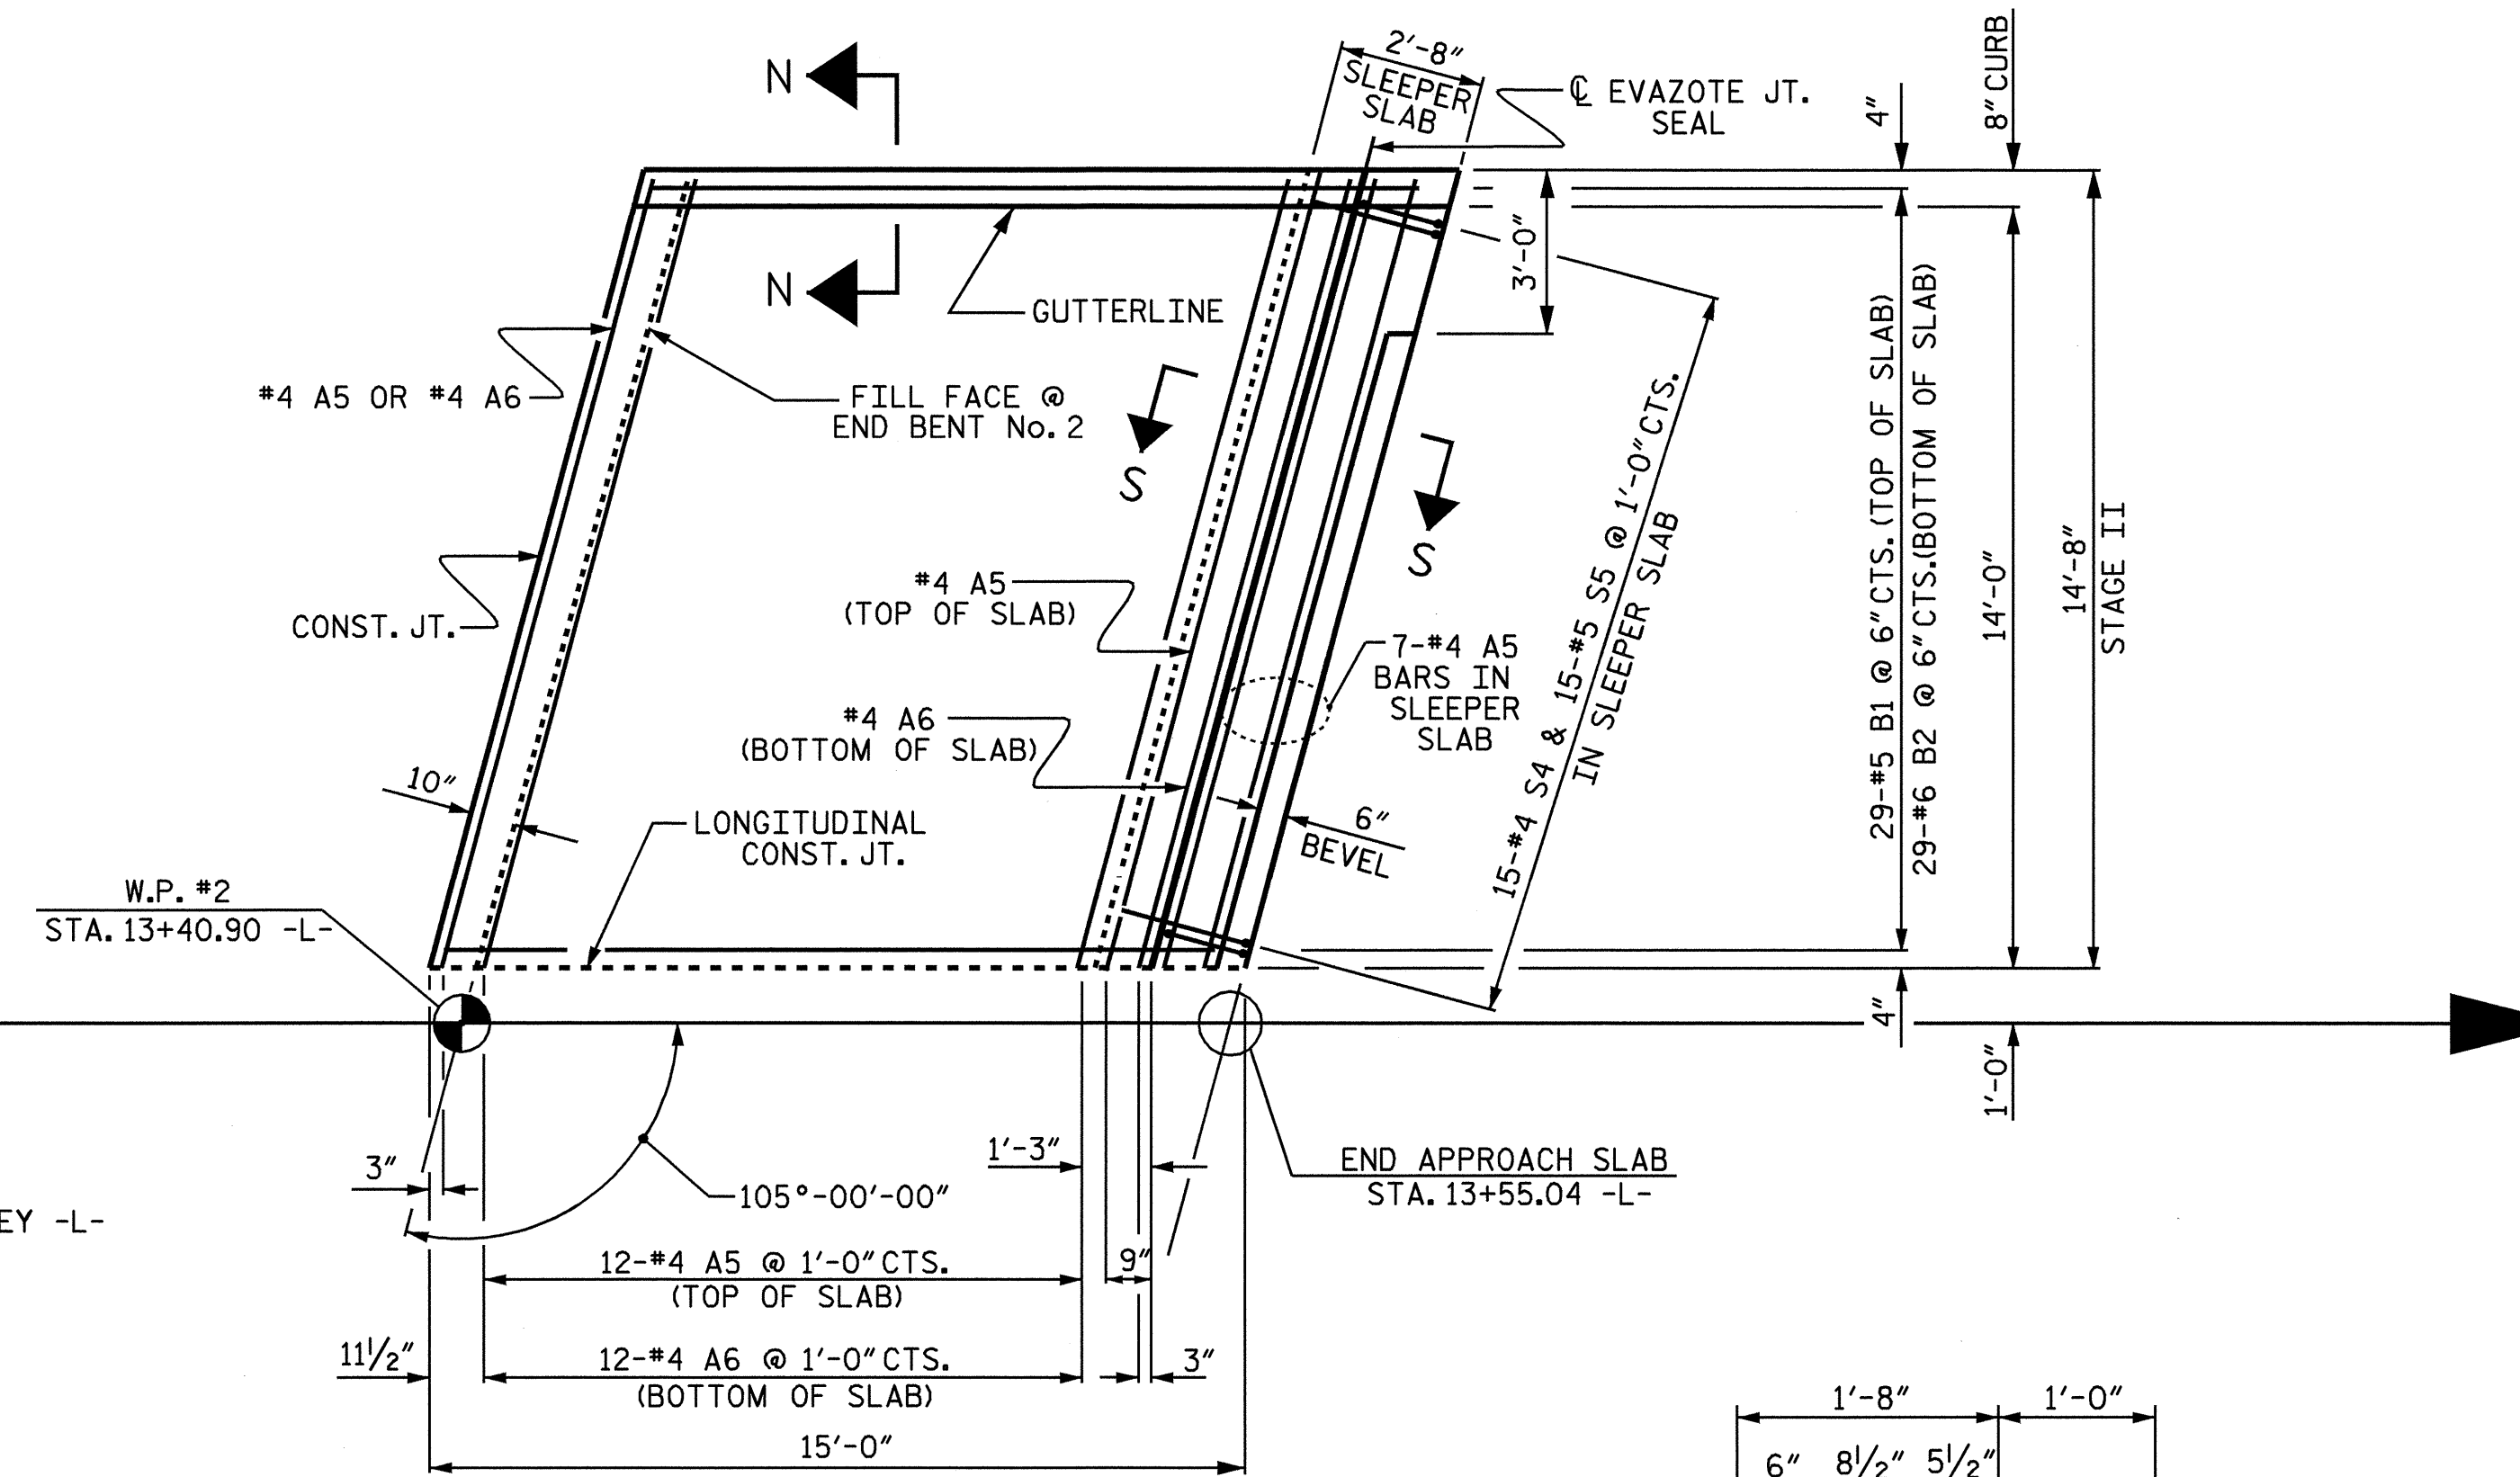 2'-8"
SLEEPER
SLAB
℄ EVAZOTE JT.
SEAL
4"
8" CURB
N
N
GUTTERLINE
3'-0"
#4 A5 OR #4 A6
FILL FACE @
END BENT No. 2
S
S
CONST. JT.
#4 A5
(TOP OF SLAB)
#4 A6
(BOTTOM OF SLAB)
7-#4 A5
BARS IN
SLEEPER
SLAB
15-#4 S4 & 15-#5 S5 @ 1'-0" CTS.
IN SLEEPER SLAB
29-#5 B1 @ 6" CTS. (TOP OF SLAB)
29-#6 B2 @ 6" CTS. (BOTTOM OF SLAB)
14'-0"
14'-8"
STAGE II
10"
LONGITUDINAL
CONST. JT.
6"
BEVEL
W.P. #2
STA. 13+40.90 -L-
4"
1'-0"
3"
105°-00'-00"
1'-3"
END APPROACH SLAB
STA. 13+55.04 -L-
EY -L-
12-#4 A5 @ 1'-0" CTS.
(TOP OF SLAB)
9"
11½"
12-#4 A6 @ 1'-0" CTS.
(BOTTOM OF SLAB)
3"
15'-0"
1'-8"
1'-0"
6" 8½" 5½"